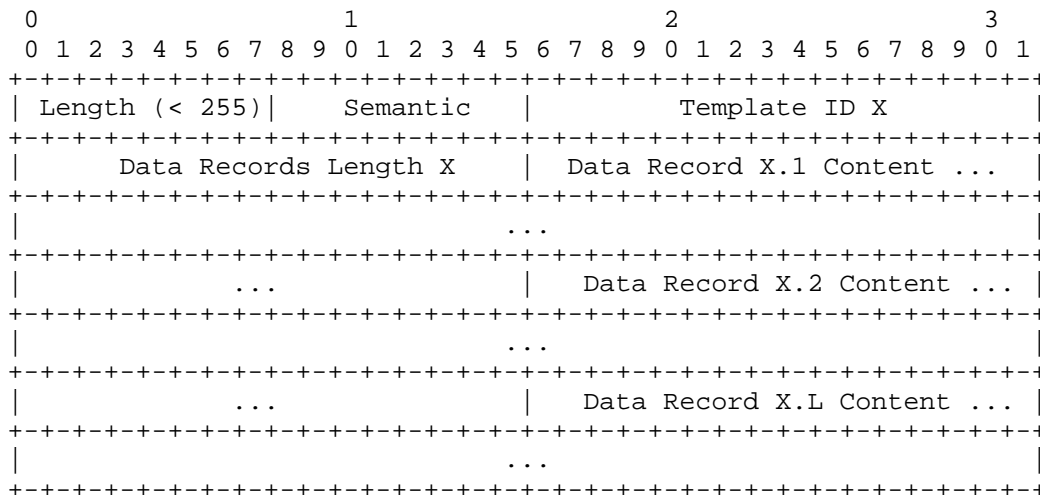 0                   1                   2                   3
 0 1 2 3 4 5 6 7 8 9 0 1 2 3 4 5 6 7 8 9 0 1 2 3 4 5 6 7 8 9 0 1
+-+-+-+-+-+-+-+-+-+-+-+-+-+-+-+-+-+-+-+-+-+-+-+-+-+-+-+-+-+-+-+-+
| Length (< 255)|    Semantic   |         Template ID X         |
+-+-+-+-+-+-+-+-+-+-+-+-+-+-+-+-+-+-+-+-+-+-+-+-+-+-+-+-+-+-+-+-+
|      Data Records Length X    |  Data Record X.1 Content ...  |
+-+-+-+-+-+-+-+-+-+-+-+-+-+-+-+-+-+-+-+-+-+-+-+-+-+-+-+-+-+-+-+-+
|                              ...                              |
+-+-+-+-+-+-+-+-+-+-+-+-+-+-+-+-+-+-+-+-+-+-+-+-+-+-+-+-+-+-+-+-+
|             ...               |   Data Record X.2 Content ... |
+-+-+-+-+-+-+-+-+-+-+-+-+-+-+-+-+-+-+-+-+-+-+-+-+-+-+-+-+-+-+-+-+
|                              ...                              |
+-+-+-+-+-+-+-+-+-+-+-+-+-+-+-+-+-+-+-+-+-+-+-+-+-+-+-+-+-+-+-+-+
|             ...               |   Data Record X.L Content ... |
+-+-+-+-+-+-+-+-+-+-+-+-+-+-+-+-+-+-+-+-+-+-+-+-+-+-+-+-+-+-+-+-+
|                              ...                              |
+-+-+-+-+-+-+-+-+-+-+-+-+-+-+-+-+-+-+-+-+-+-+-+-+-+-+-+-+-+-+-+-+